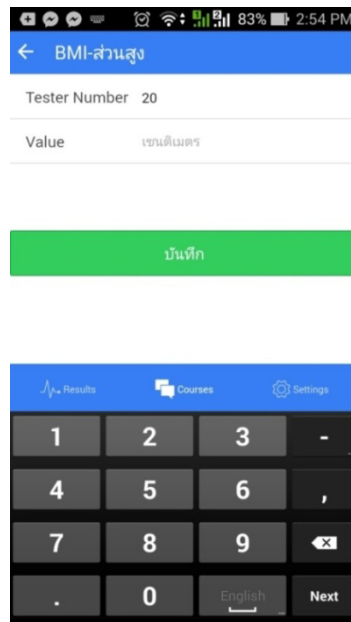 83% 2:54 PM
BMI-ส่วนสูง
Tester Number 20
Value เซนติเมตร
บันทึก
Results Courses Settings
1 2 3 -
4 5 6 ,
7 8 9
. 0 English Next